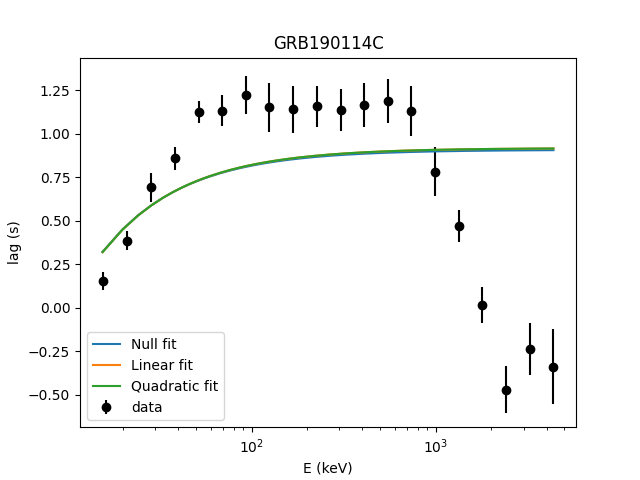 GRB190114C
lag (s)
1.25
1.00
0.75
0.50
0.25
0.00
−0.25
−0.50
Null fit
Linear fit
Quadratic fit
data
10²
10³
E (keV)